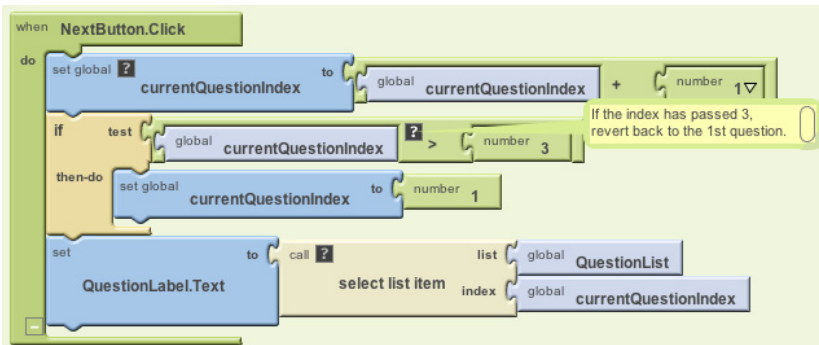 when NextButton.Click
do
set global ? currentQuestionIndex to global currentQuestionIndex + number 1
If the index has passed 3,
revert back to the 1st question.
if test global currentQuestionIndex ? > number 3
then-do set global currentQuestionIndex to number 1
set QuestionLabel.Text to call ? select list item list global QuestionList
index global currentQuestionIndex